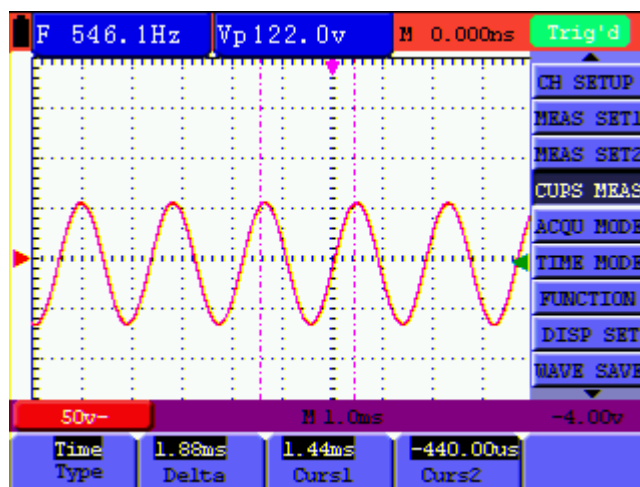 F 546.1Hz Vp122.0v M 0.000ns Trig'd
CH SETUP
MEAS SET1
MEAS SET2
CURS MEAS
ACQU MODE
TIME MODE
FUNCTION
DISP SET
WAVE SAVE
50v~ M 1.0ms -4.00v
Time 1.88ms 1.44ms -440.00us
Type Delta Curs1 Curs2